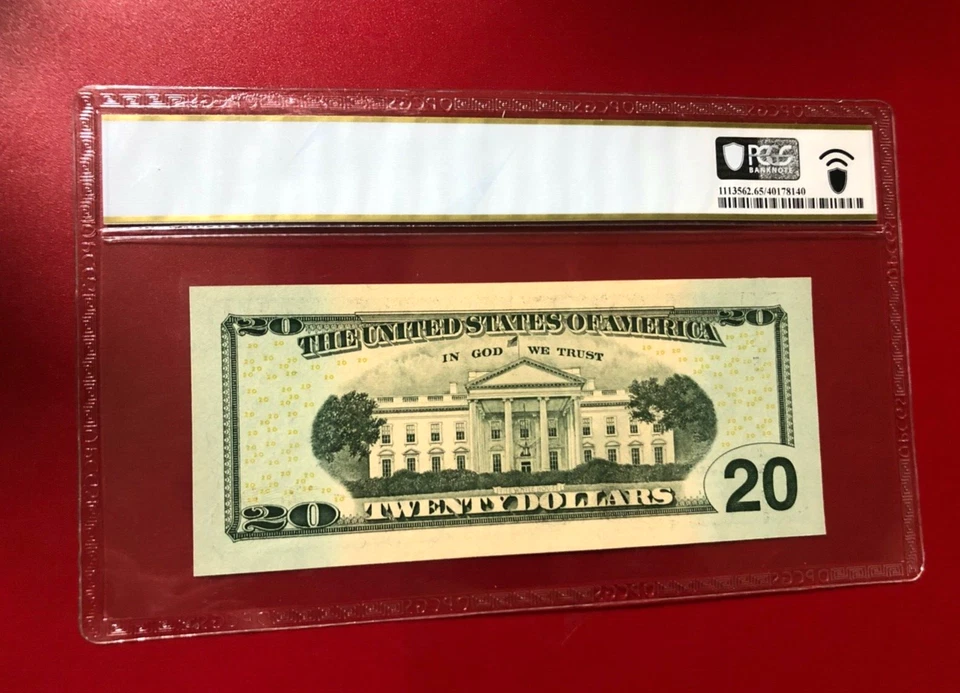 PCGS
BANKNOTE
1113562.65/40178140
20 20
THE UNITED STATES OF AMERICA
IN GOD WE TRUST
TWENTY DOLLARS
20 20